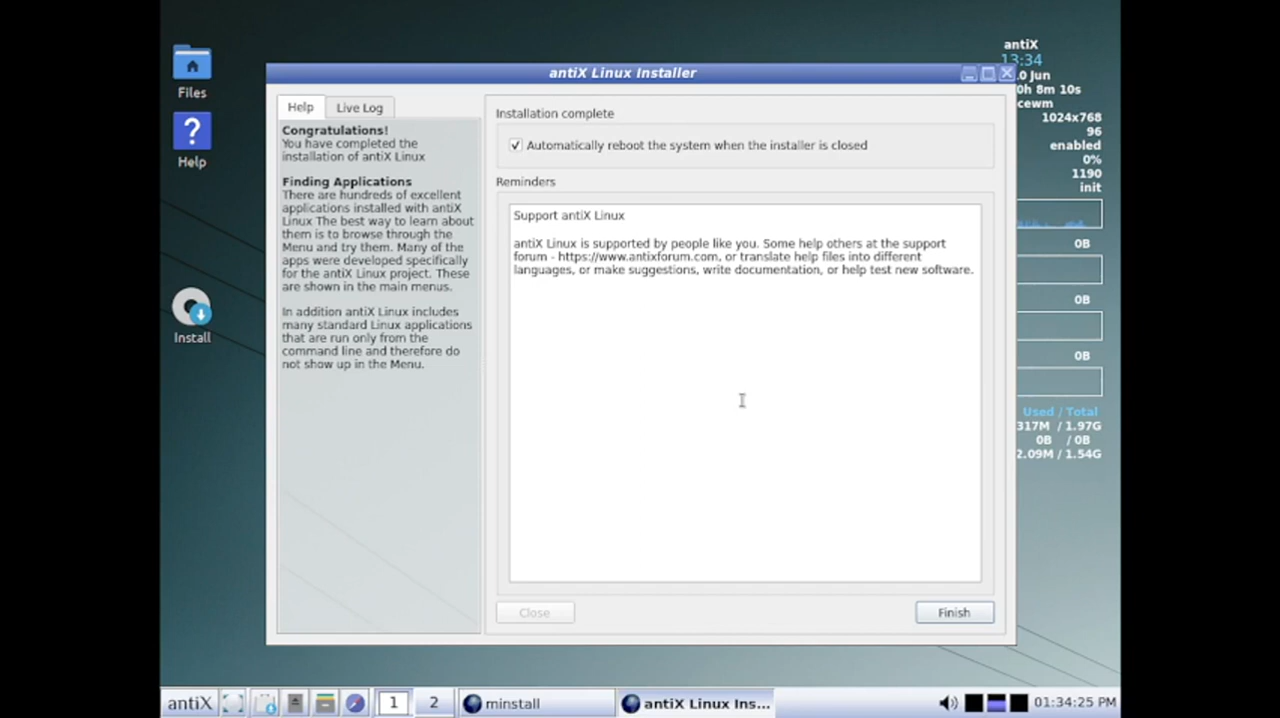 Files
Help
Install
antiX Linux Installer
Help
Live Log
Congratulations!
You have completed the
installation of antiX Linux
Finding Applications
There are hundreds of excellent
applications installed with antiX
Linux The best way to learn about
them is to browse through the
Menu and try them. Many of the
apps were developed specifically
for the antiX Linux project. These
are shown in the main menus.
In addition antiX Linux includes
many standard Linux applications
that are run only from the
command line and therefore do
not show up in the Menu.
Installation complete
Automatically reboot the system when the installer is closed
Reminders
Support antiX Linux
antiX Linux is supported by people like you. Some help others at the support
forum - https://www.antixforum.com, or translate help files into different
languages, or make suggestions, write documentation, or help test new software.
Close
Finish
antiX
13:34
0 Jun
0h 8m 10s
cewm
1024x768
96
enabled
0%
1190
init
0B
0B
0B
Used / Total
317M / 1.97G
0B / 0B
2.09M / 1.54G
antiX
1
2
minstall
antiX Linux Ins...
01:34:25 PM